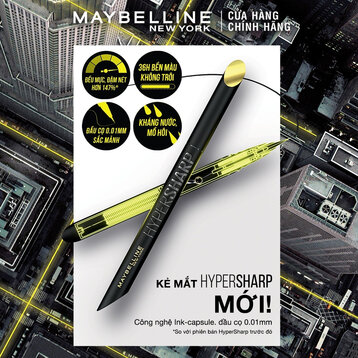 MAYBELLINE
NEW YORK
CỬA HÀNG
CHÍNH HÃNG
ĐỀU MỰC, ĐẬM NÉT
HƠN 147%*
36H BỀN MÀU
KHÔNG TRÔI
ĐẦU CỌ 0.01MM
SẮC MẢNH
KHÁNG NƯỚC,
MỒ HÔI
MAYBELLINE
HYPERSHARP
KẺ MẮT HYPERSHARP
MỚI!
Công nghệ Ink-capsule. đầu cọ 0.01mm
*So với phiên bản HyperSharp trước đó